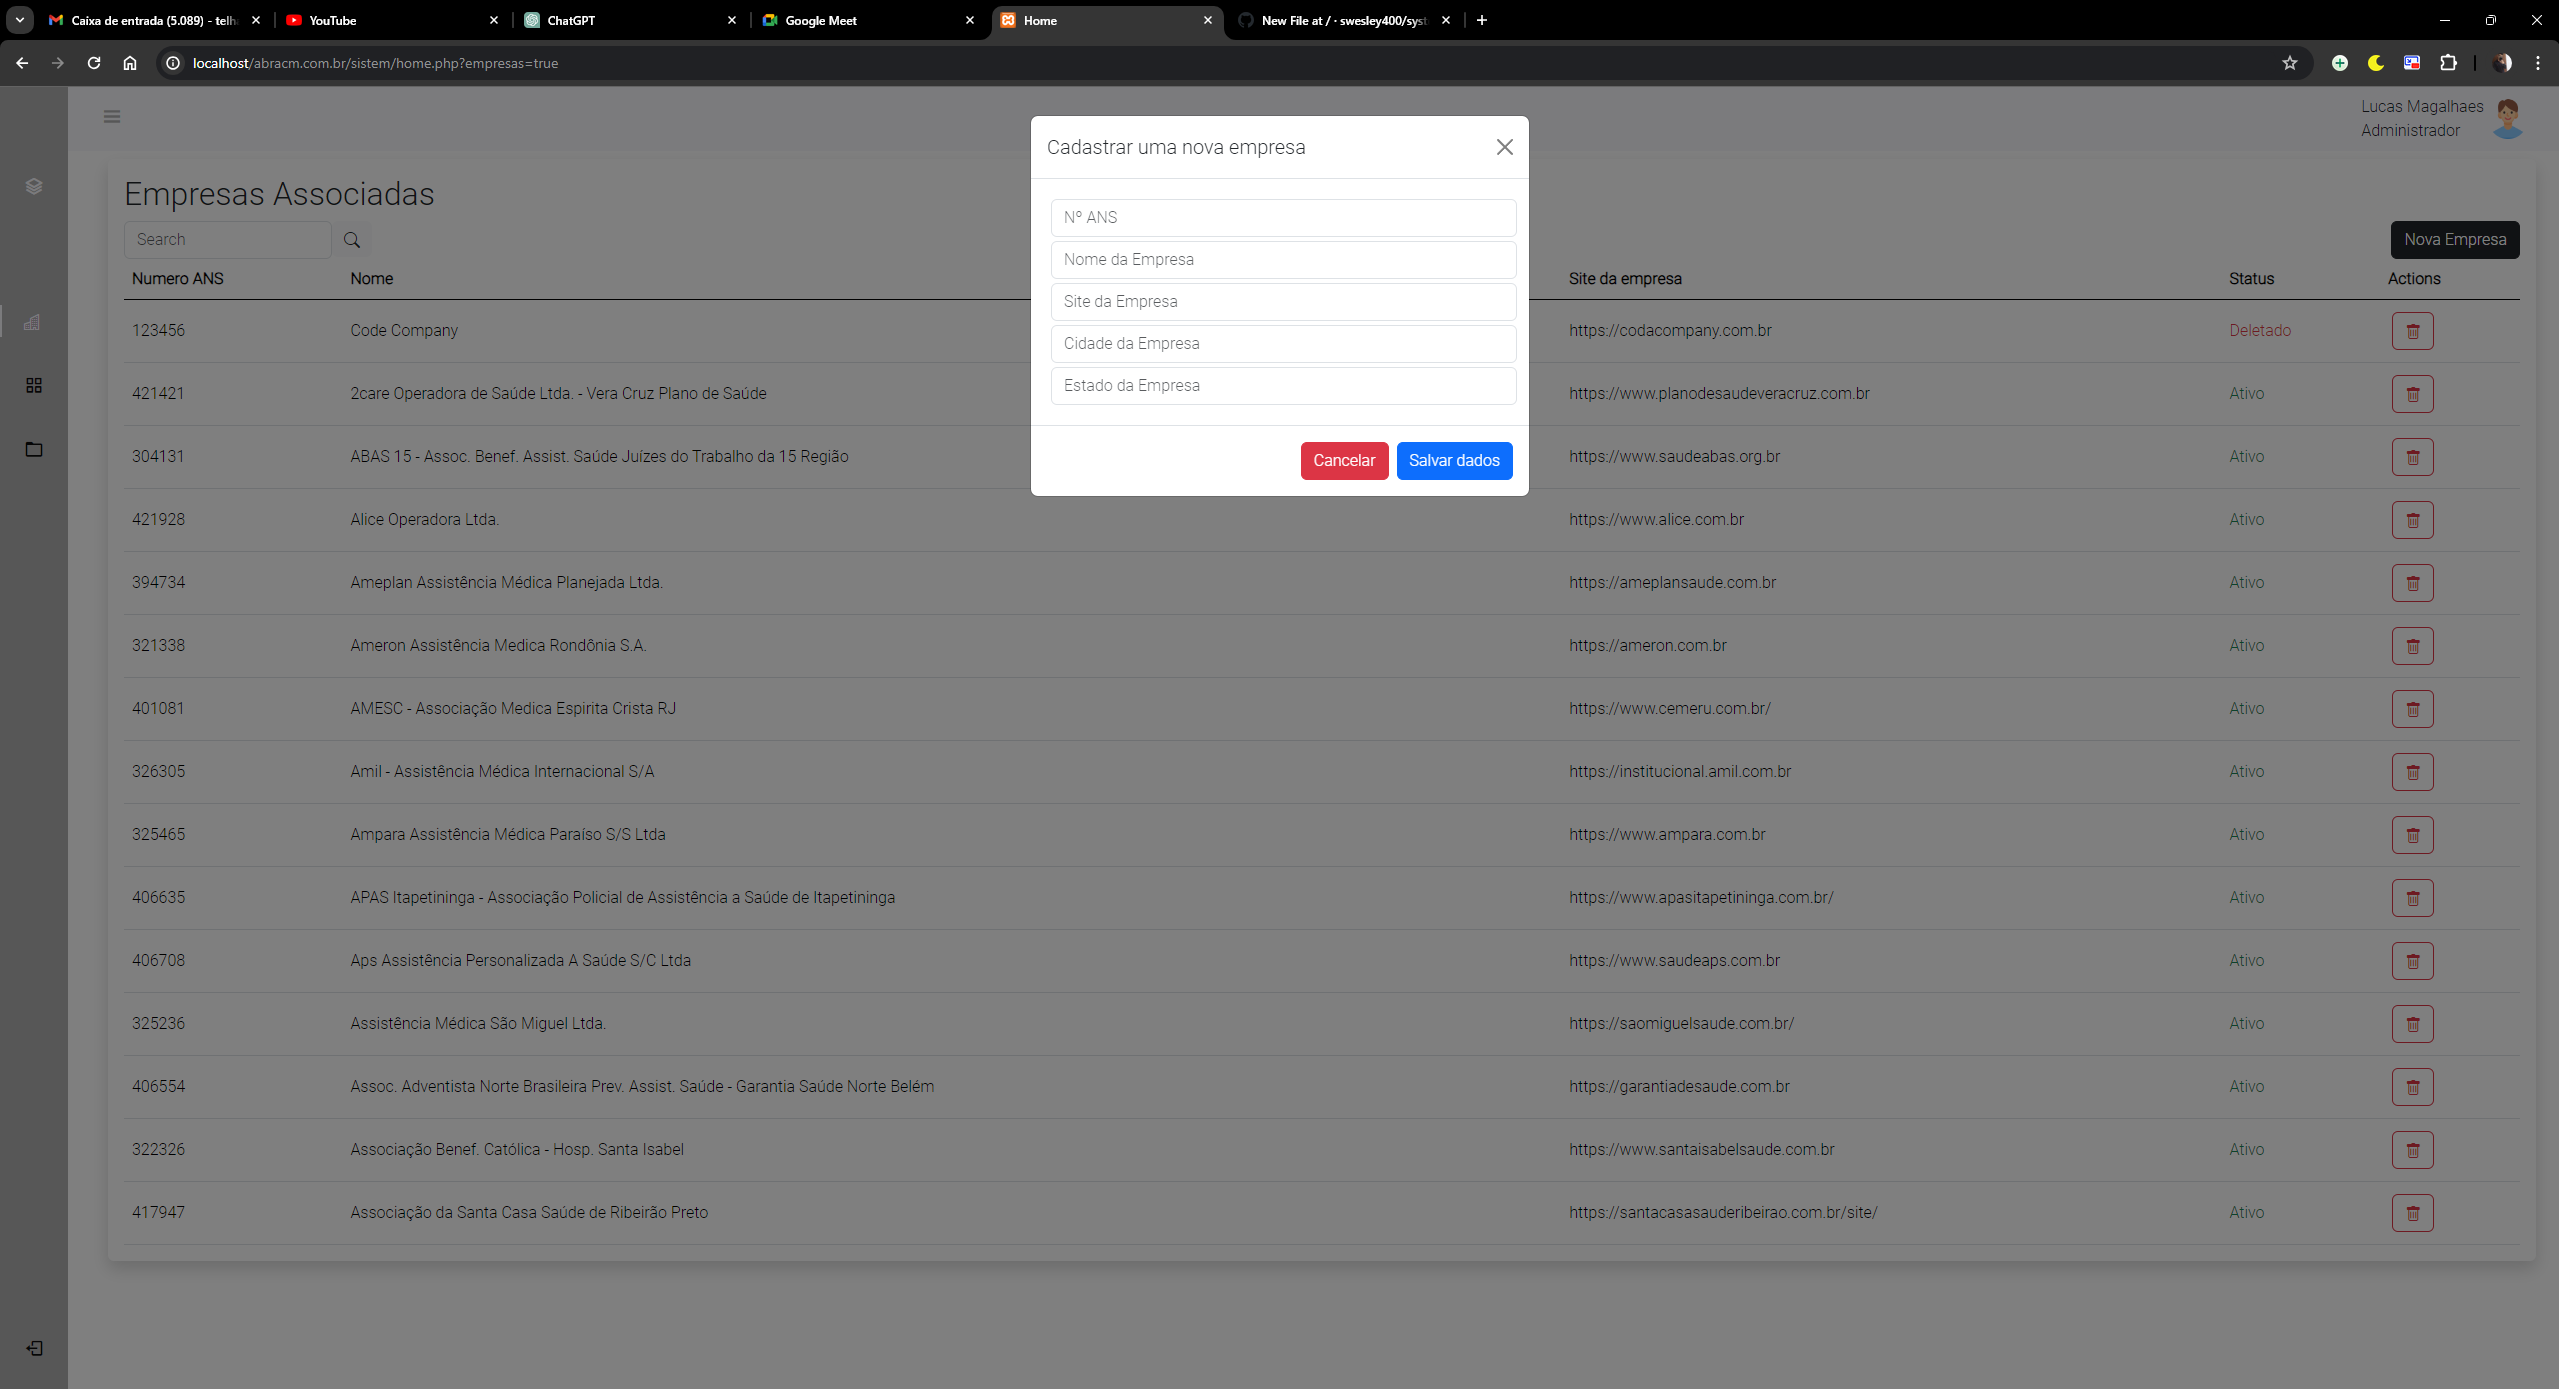 Caixa de entrada (5.089) - telh
YouTube
ChatGPT
Google Meet
Home
New File at / · swesley400/syst
localhost/abracm.com.br/sistem/home.php?empresas=true
Lucas Magalhaes
Administrador
Cadastrar uma nova empresa
Nº ANS
Nome da Empresa
Site da Empresa
Cidade da Empresa
Estado da Empresa
Cancelar Salvar dados
Empresas Associadas
Search
Nova Empresa
Numero ANS Nome Site da empresa Status Actions
123456 Code Company https://codacompany.com.br Deletado
421421 2care Operadora de Saúde Ltda. - Vera Cruz Plano de Saúde https://www.planodesaudeveracruz.com.br Ativo
304131 ABAS 15 - Assoc. Benef. Assist. Saúde Juízes do Trabalho da 15 Região https://www.saudeabas.org.br Ativo
421928 Alice Operadora Ltda. https://www.alice.com.br Ativo
394734 Ameplan Assistência Médica Planejada Ltda. https://ameplansaude.com.br Ativo
321338 Ameron Assistência Medica Rondônia S.A. https://ameron.com.br Ativo
401081 AMESC - Associação Medica Espirita Crista RJ https://www.cemeru.com.br/ Ativo
326305 Amil - Assistência Médica Internacional S/A https://institucional.amil.com.br Ativo
325465 Ampara Assistência Médica Paraíso S/S Ltda https://www.ampara.com.br Ativo
406635 APAS Itapetininga - Associação Policial de Assistência a Saúde de Itapetininga https://www.apasitapetininga.com.br/ Ativo
406708 Aps Assistência Personalizada A Saúde S/C Ltda https://www.saudeaps.com.br Ativo
325236 Assistência Médica São Miguel Ltda. https://saomiguelsaude.com.br/ Ativo
406554 Assoc. Adventista Norte Brasileira Prev. Assist. Saúde - Garantia Saúde Norte Belém https://garantiadesaude.com.br Ativo
322326 Associação Benef. Católica - Hosp. Santa Isabel https://www.santaisabelsaude.com.br Ativo
417947 Associação da Santa Casa Saúde de Ribeirão Preto https://santacasasauderibeirao.com.br/site/ Ativo